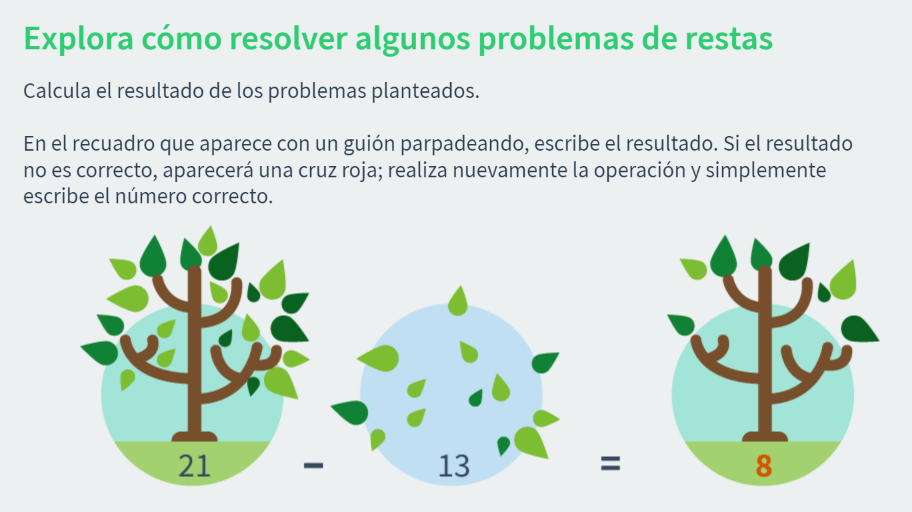 Explora cómo resolver algunos problemas de restas
Calcula el resultado de los problemas planteados.
En el recuadro que aparece con un guión parpadeando, escribe el resultado. Si el resultado
no es correcto, aparecerá una cruz roja; realiza nuevamente la operación y simplemente
escribe el número correcto.
21 − 13 = 8